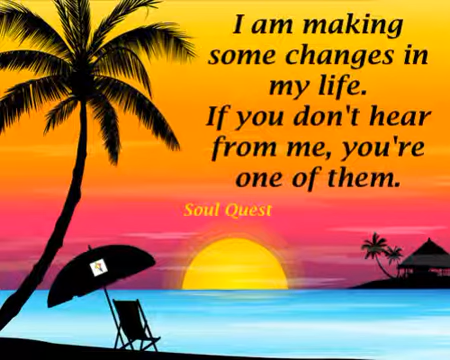 I am making
some changes in
my life.
If you don't hear
from me, you're
one of them.
Soul Quest